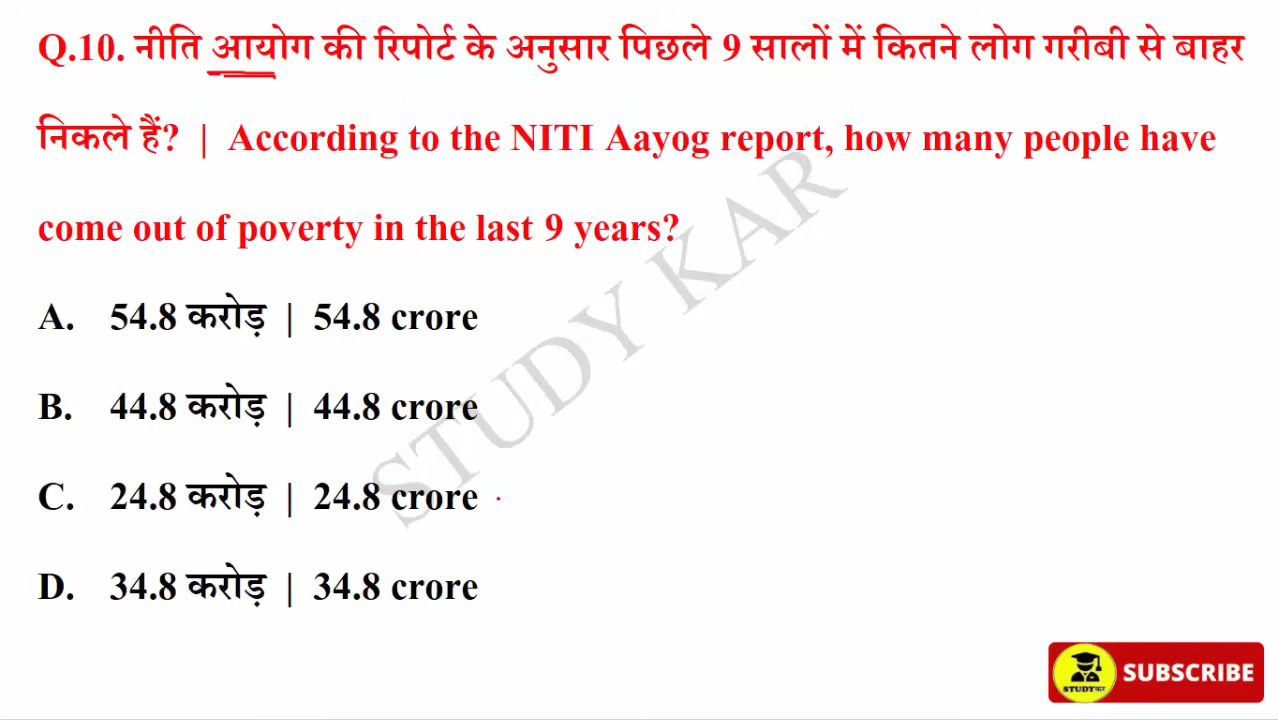 Q.10. नीति आयोग की रिपोर्ट के अनुसार पिछले 9 सालों में कितने लोग गरीबी से बाहर
निकले हैं? | According to the NITI Aayog report, how many people have
come out of poverty in the last 9 years?
A. 54.8 करोड़ | 54.8 crore
B. 44.8 करोड़ | 44.8 crore
C. 24.8 करोड़ | 24.8 crore
D. 34.8 करोड़ | 34.8 crore
STUDY KAR
STUDYकर
SUBSCRIBE